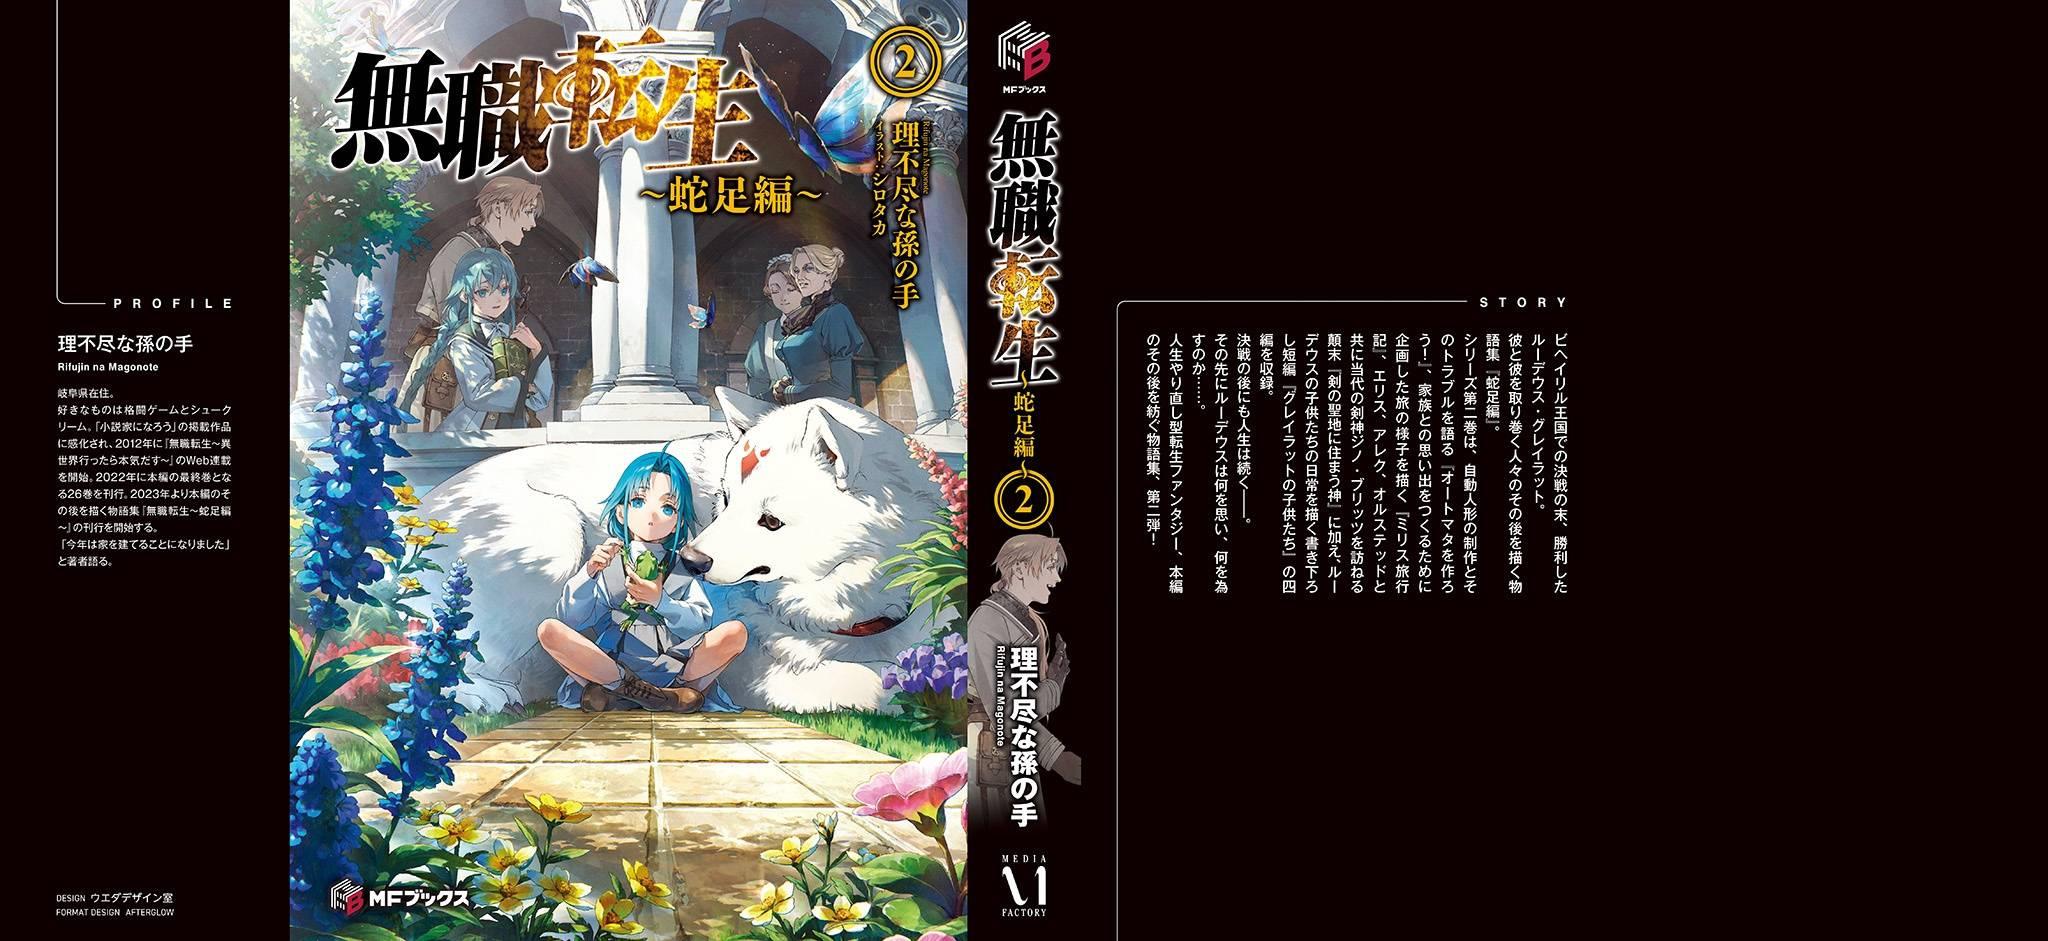 PROFILE
理不尽な孫の手
Rifujin na Magonote
岐阜県在住。
好きなものは格闘ゲームとシューク
リーム。『小説家になろう』の掲載作品
に感化され、2012年に『無職転生～異
世界行ったら本気だす～』のWeb連載
を開始。2022年に本編の最終巻とな
る26巻を刊行。2023年より本編のそ
の後を描く物語集『無職転生～蛇足編
～』の刊行を開始する。
「今年は家を建てることになりました」
と著者語る。
DESIGN ウエダデザイン室
FORMAT DESIGN AFTERGLOW
無職転生
～蛇足編～
2
理不尽な孫の手
Rifujin na Magonote
イラスト：シロタカ
MFブックス
MFブックス
無職転生
～蛇足編～
2
理不尽な孫の手
Rifujin na Magonote
MEDIA
FACTORY
STORY
ビヘイリル王国での決戦の末、勝利した
ルーデウス・グレイラット。
彼と彼を取り巻く人々のその後を描く物
語集『蛇足編』。
シリーズ第二巻は、自動人形の制作とそ
のトラブルを語る『オートマタを作ろ
う！』、家族との思い出をつくるために
企画した旅の様子を描く『ミリス旅行
記』、エリス、アレク、オルステッドと
共に当代の剣神ジノ・ブリッツを訪ねる
顛末『剣の聖地に住まう神』に加え、ルー
デウスの子供たちの日常を描く書き下ろ
し短編『グレイラットの子供たち』の四
編を収録。
決戦の後にも人生は続く――。
その先にルーデウスは何を思い、何を為
すのか……。
人生やり直し型転生ファンタジー、本編
のその後を紡ぐ物語集、第二弾！